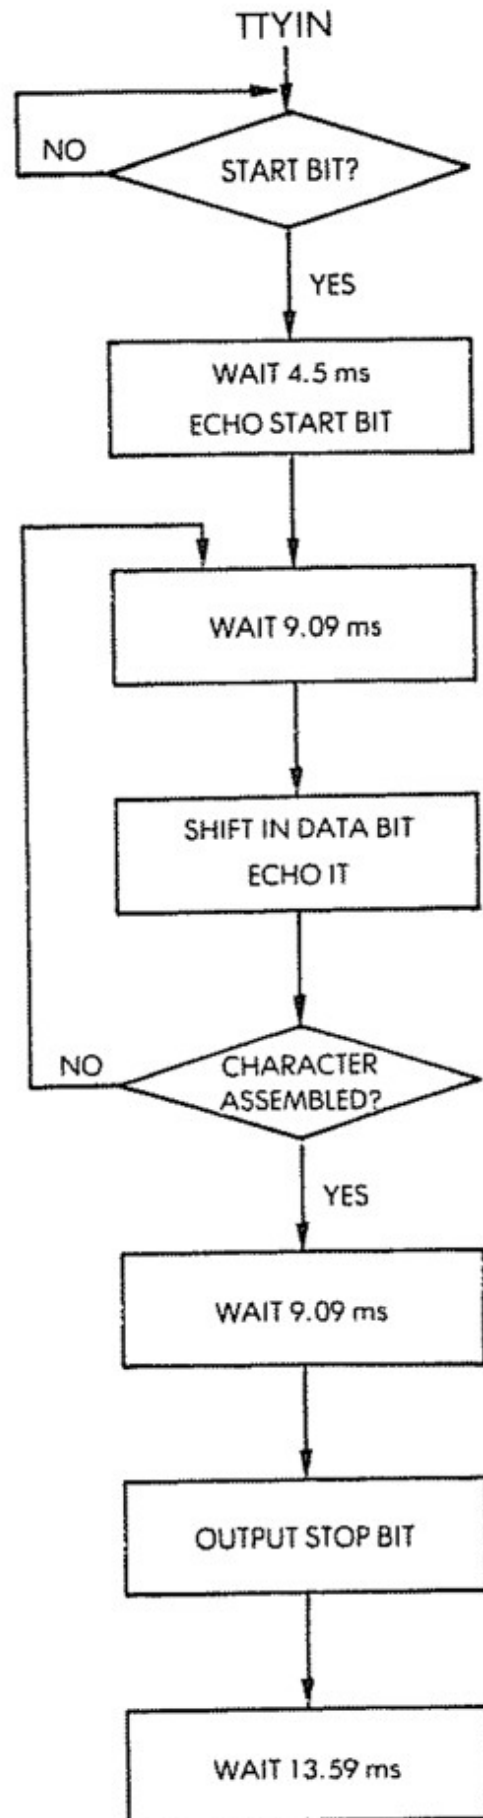 TTYIN
START BIT?
NO
YES
WAIT 4.5 ms
ECHO START BIT
WAIT 9.09 ms
SHIFT IN DATA BIT
ECHO IT
CHARACTER
ASSEMBLED?
NO
YES
WAIT 9.09 ms
OUTPUT STOP BIT
WAIT 13.59 ms